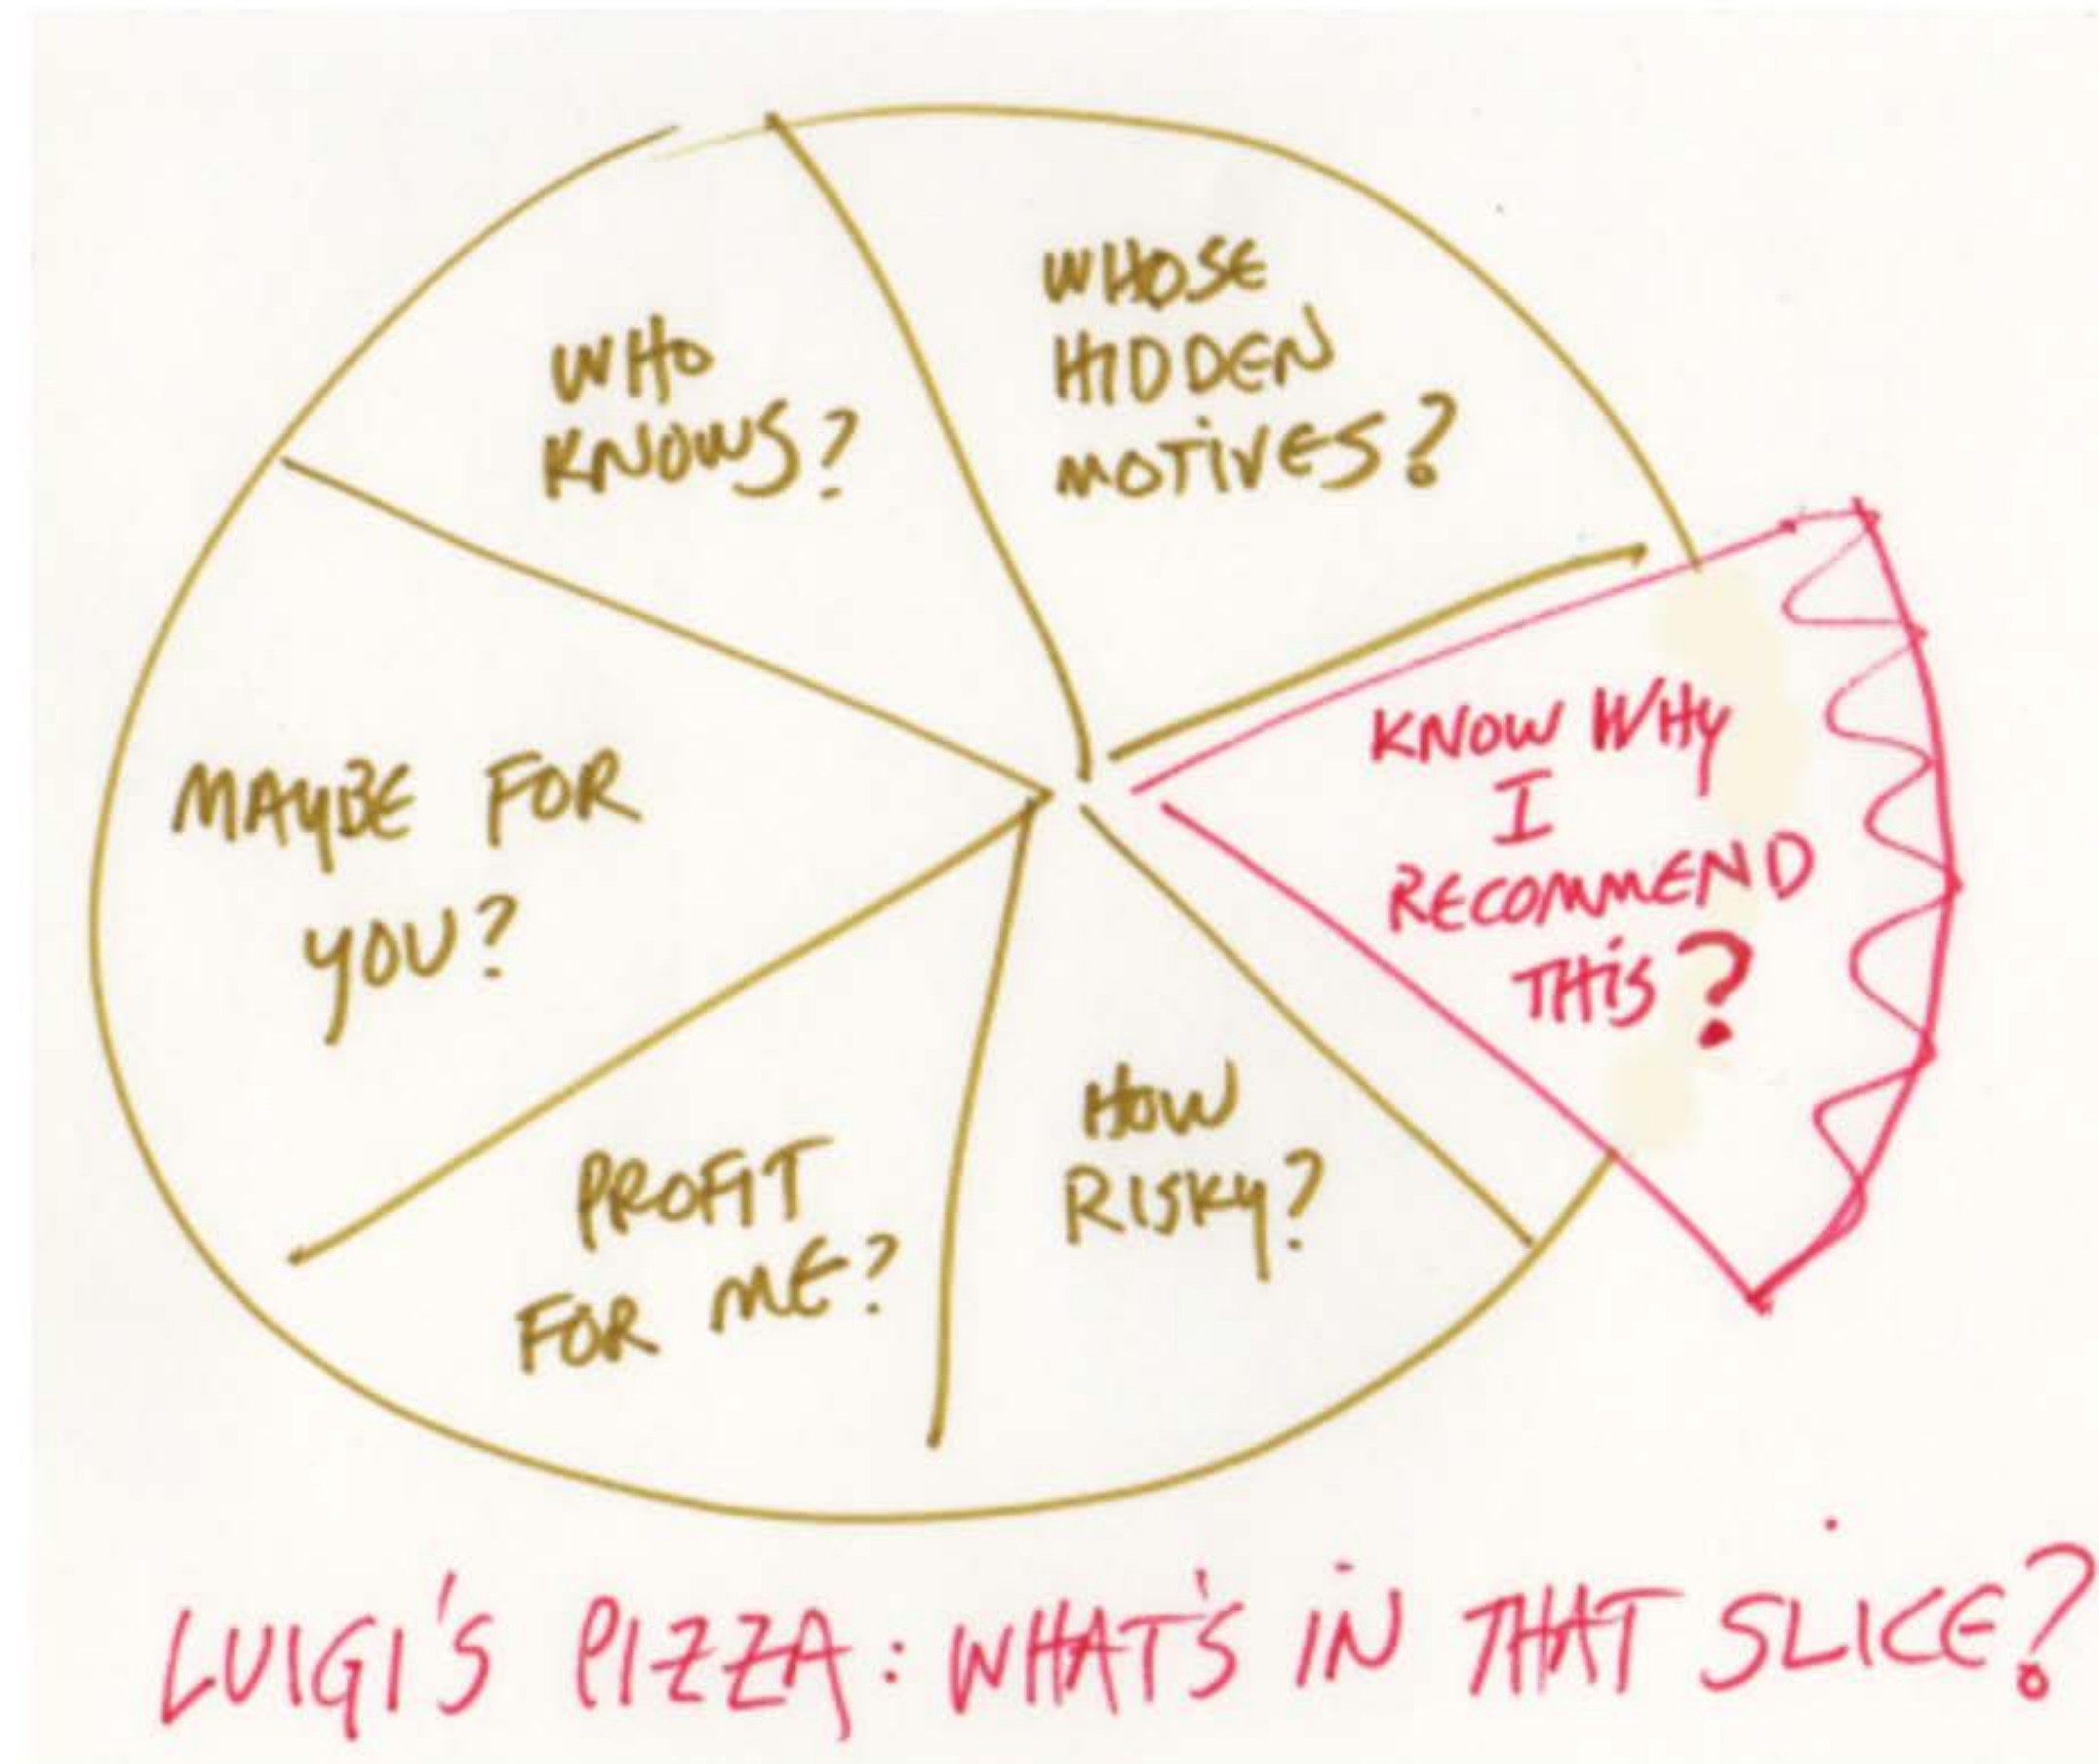 WHO
KNOWS?
WHOSE
HIDDEN
MOTIVES?
KNOW WHY
I
RECOMMEND
THIS?
MAYBE FOR
YOU?
PROFIT
FOR ME?
HOW
RISKY?
LUIGI'S PIZZA: WHAT'S IN THAT SLICE?